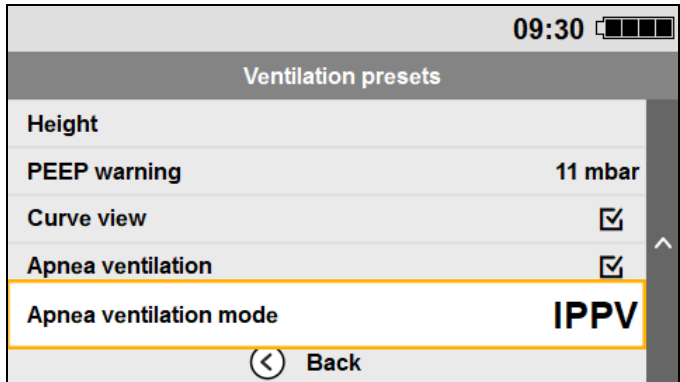 09:30
Ventilation presets
Height
PEEP warning 11 mbar
Curve view
Apnea ventilation
Apnea ventilation mode IPPV
Back